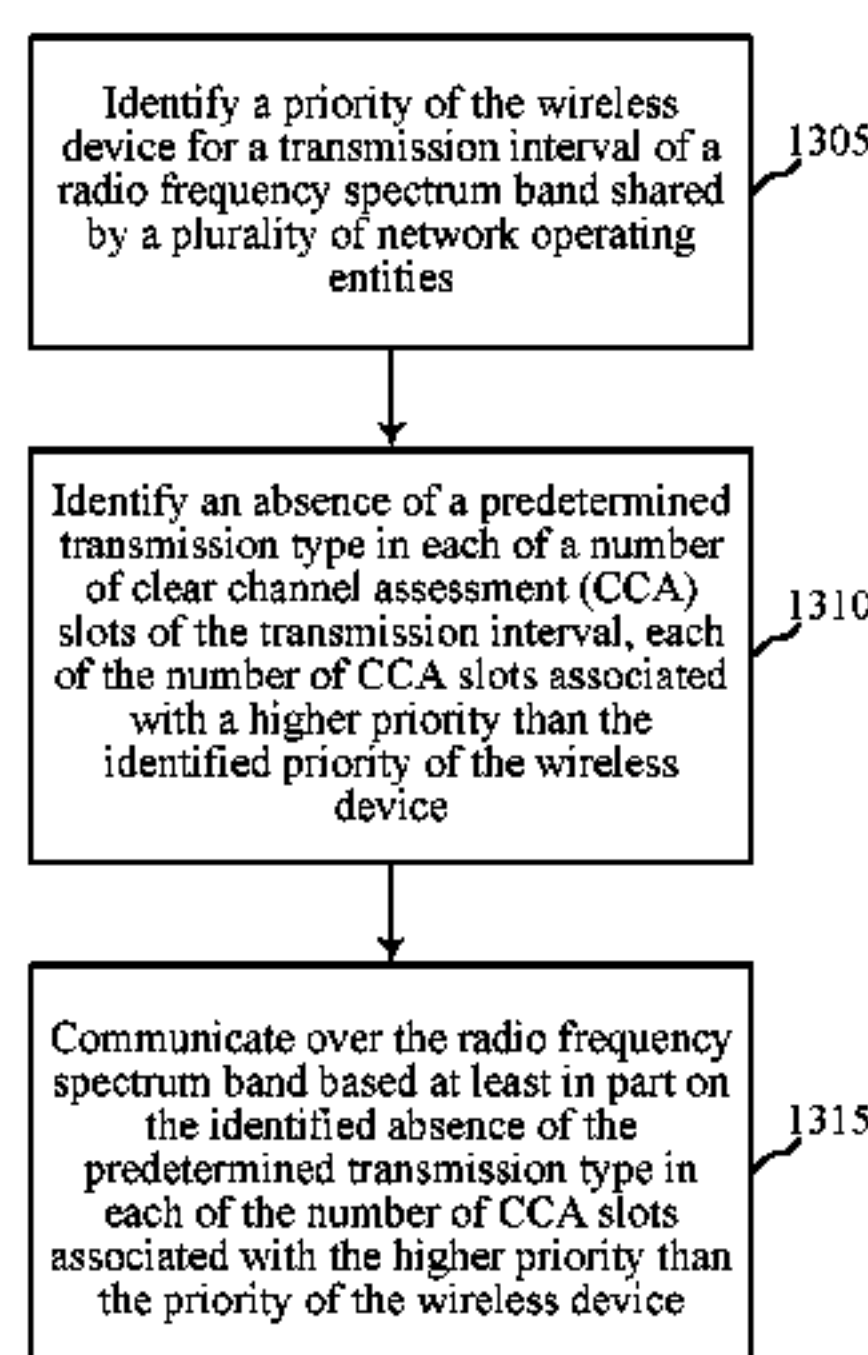 Identify a priority of the wireless
device for a transmission interval of a
radio frequency spectrum band shared
by a plurality of network operating
entities
1305
Identify an absence of a predetermined
transmission type in each of a number
of clear channel assessment (CCA)
slots of the transmission interval, each
of the number of CCA slots associated
with a higher priority than the
identified priority of the wireless
device
1310
Communicate over the radio frequency
spectrum band based at least in part on
the identified absence of the
predetermined transmission type in
each of the number of CCA slots
associated with the higher priority than
the priority of the wireless device
1315